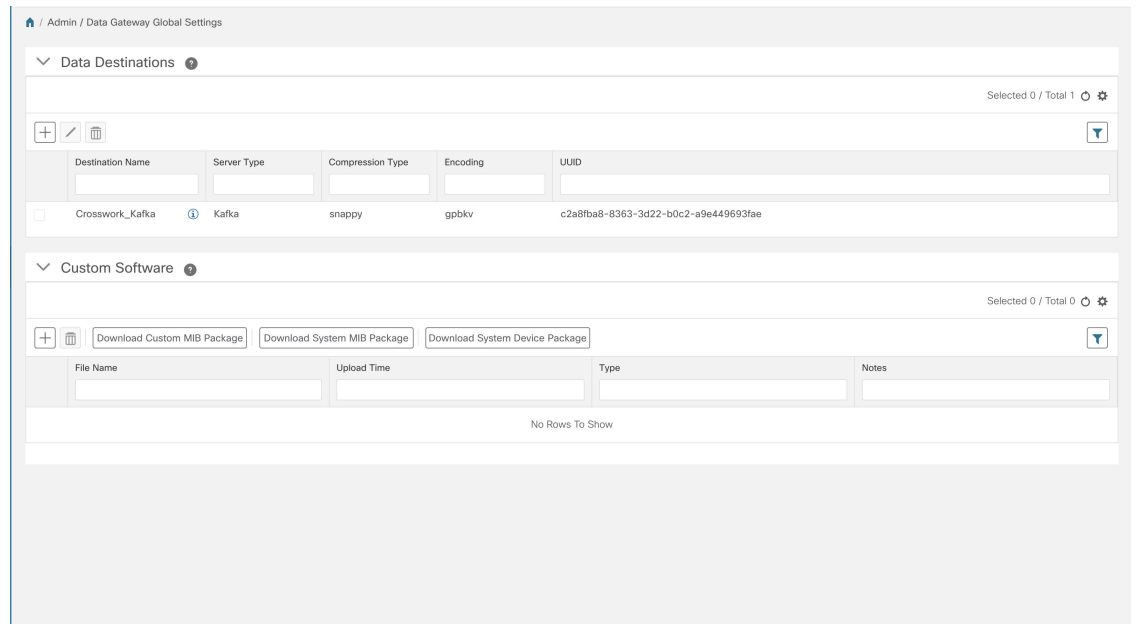 / Admin / Data Gateway Global Settings
Data Destinations ?
Selected 0 / Total 1
Destination Name Server Type Compression Type Encoding UUID
Crosswork_Kafka i Kafka snappy gpbkv c2a8fba8-8363-3d22-b0c2-a9e449693fae
Custom Software ?
Selected 0 / Total 0
Download Custom MIB Package Download System MIB Package Download System Device Package
File Name Upload Time Type Notes
No Rows To Show